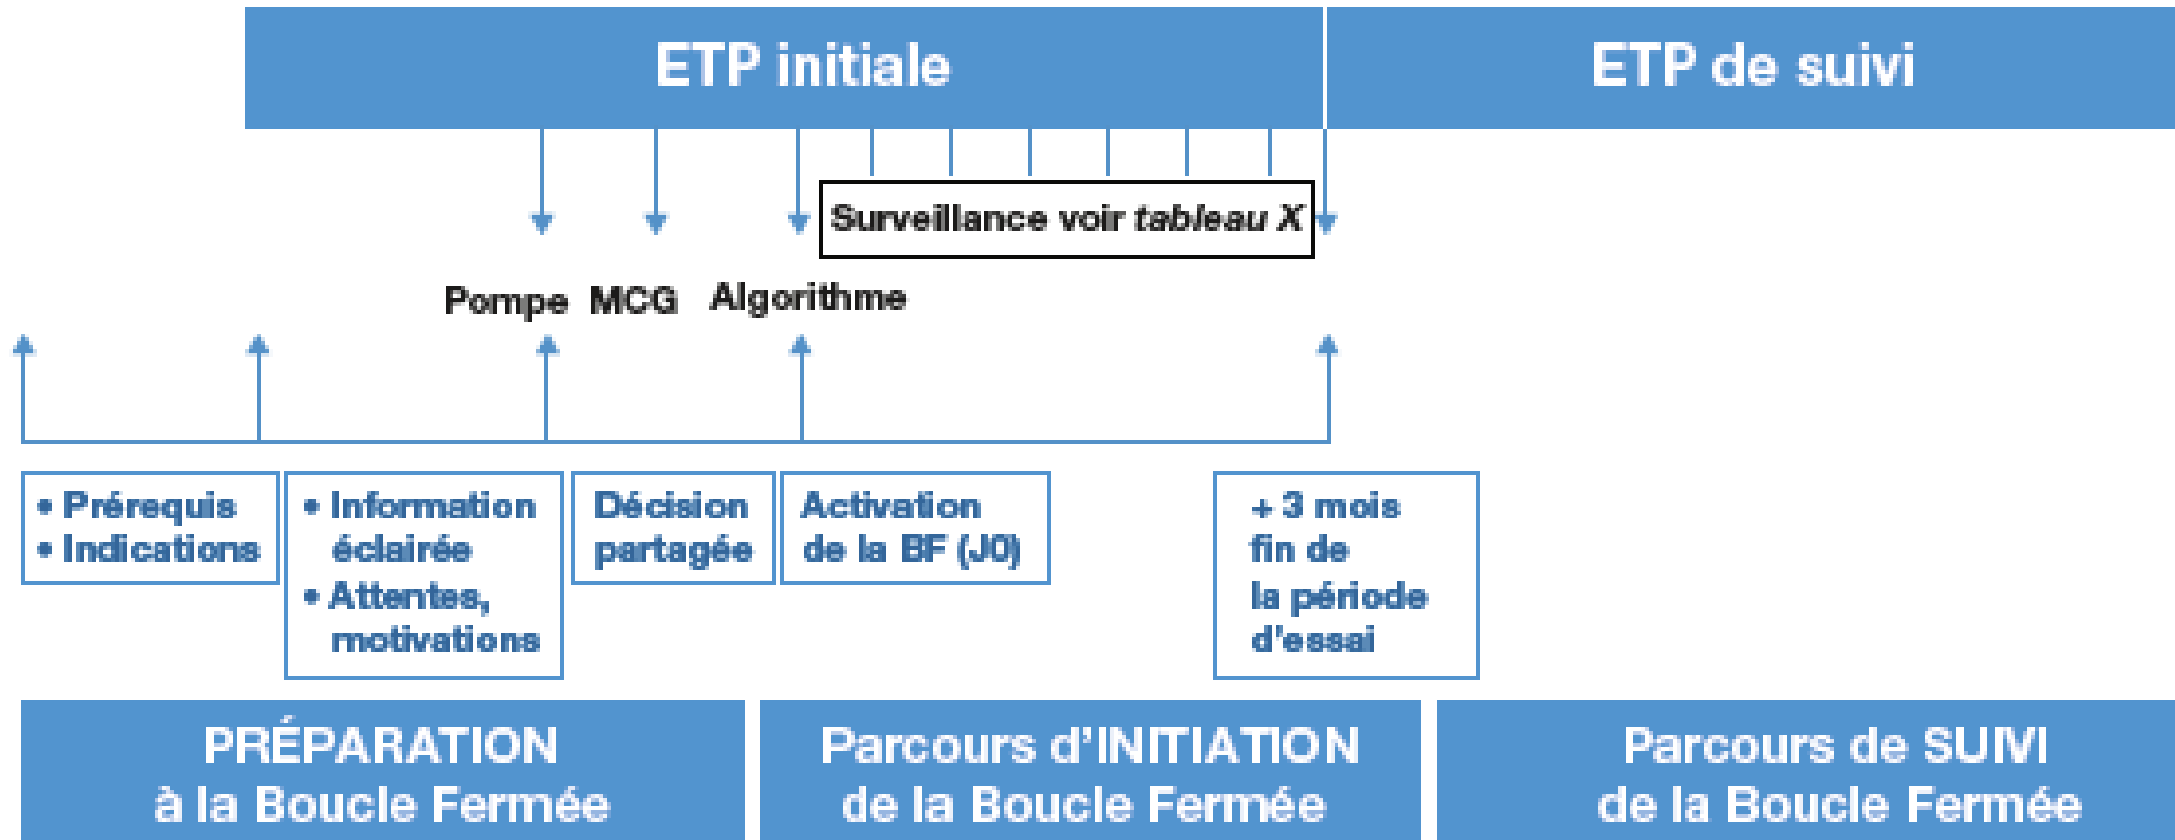 ETP initiale
ETP de suivi
Surveillance voir tableau X
Pompe MCG Algorithme
• Prérequis
• Indications
• Information
éclairée
• Attentes,
motivations
Décision
partagée
Activation
de la BF (J0)
+ 3 mois
fin de
la période
d'essai
PRÉPARATION
à la Boucle Fermée
Parcours d'INITIATION
de la Boucle Fermée
Parcours de SUIVI
de la Boucle Fermée